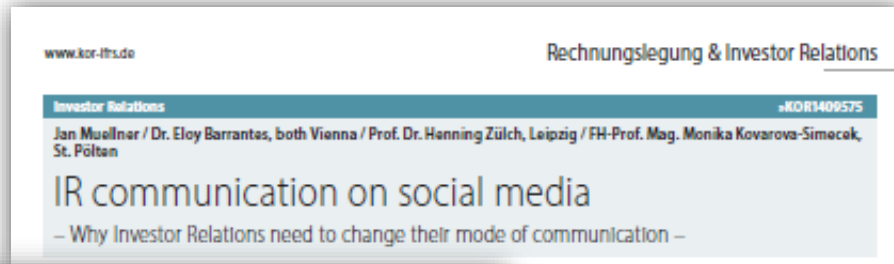 www.kor-ifrs.de
Rechnungslegung & Investor Relations
Investor Relations
»KOR1409575
Jan Muellner / Dr. Eloy Barrantes, both Vienna / Prof. Dr. Henning Zülch, Leipzig / FH-Prof. Mag. Monika Kovarova-Simecek,
St. Pölten
IR communication on social media
– Why Investor Relations need to change their mode of communication –